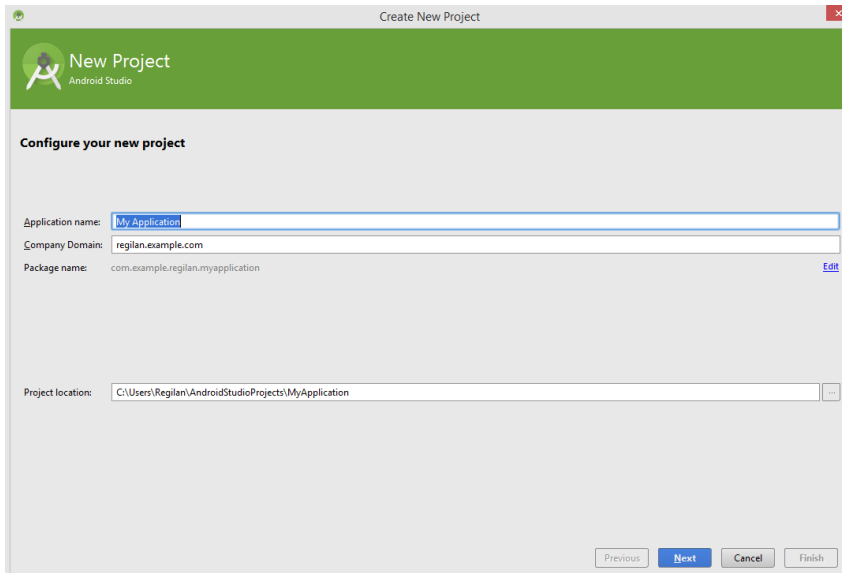 Create New Project
New Project
Android Studio
Configure your new project
Application name: My Application
Company Domain: regilan.example.com
Package name: com.example.regilan.myapplication Edit
Project location: C:\Users\Regilan\AndroidStudioProjects\MyApplication ...
Previous Next Cancel Finish